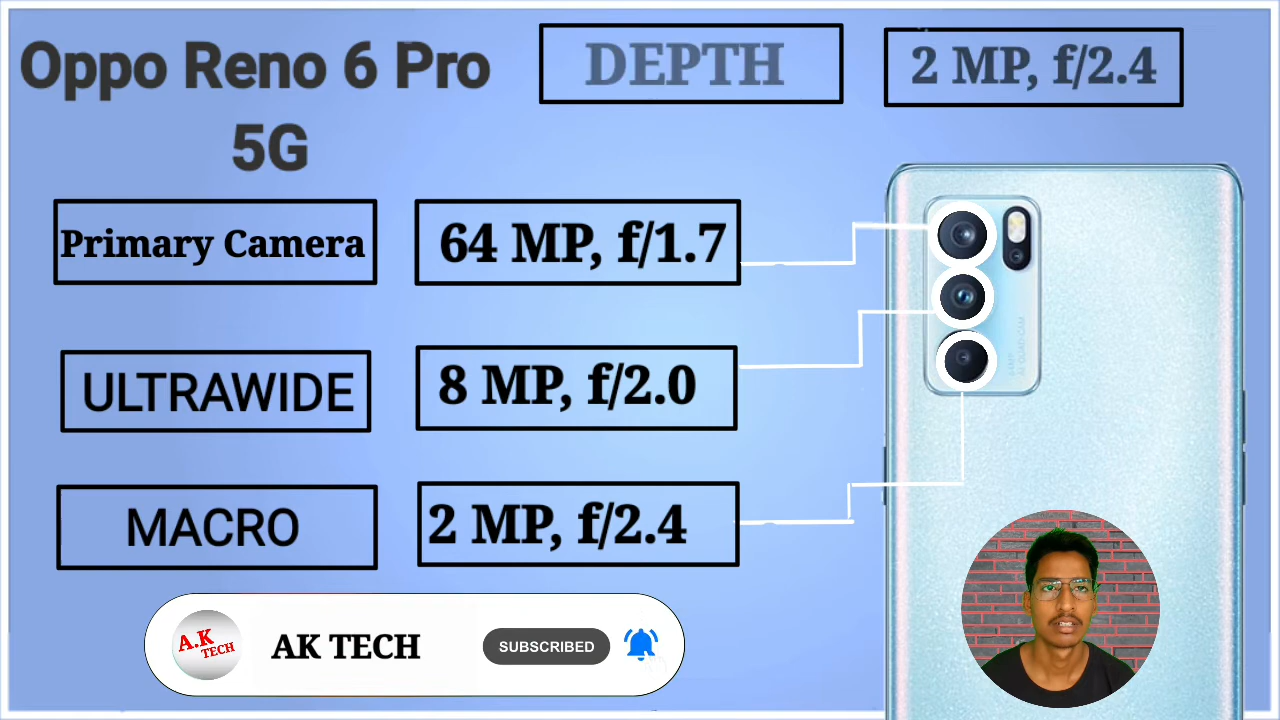 Oppo Reno 6 Pro
5G
DEPTH
2 MP, f/2.4
Primary Camera
64 MP, f/1.7
ULTRAWIDE
8 MP, f/2.0
MACRO
2 MP, f/2.4
A.K
TECH
AK TECH
SUBSCRIBED